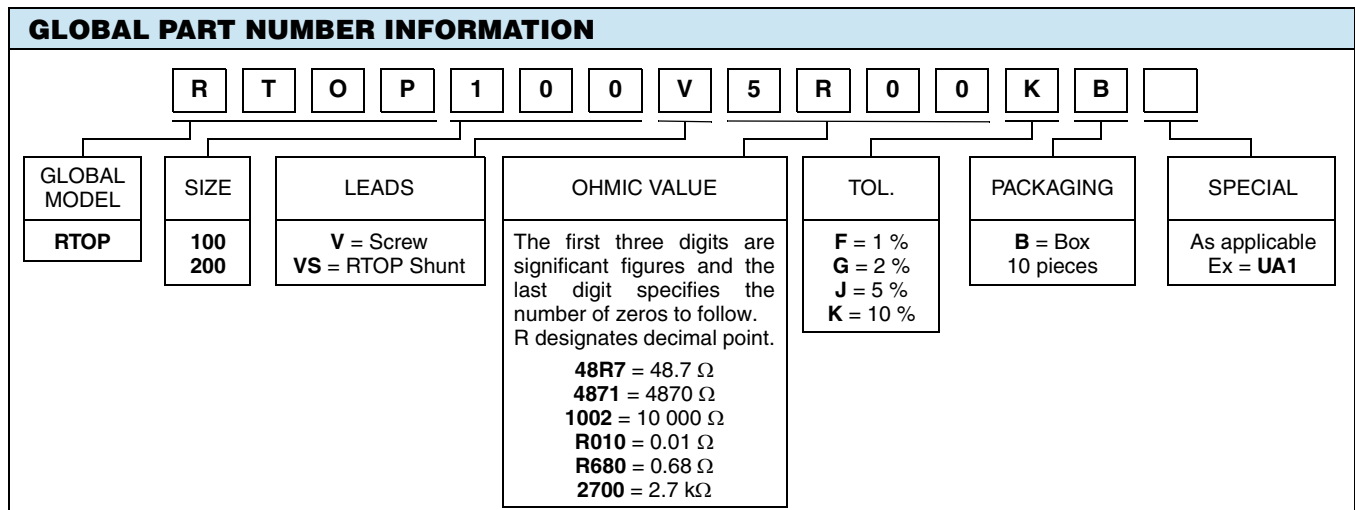 GLOBAL PART NUMBER INFORMATION
R T O P 1 0 0 V 5 R 0 0 K B
GLOBAL
MODEL
RTOP
SIZE
100
200
LEADS
V = Screw
VS = RTOP Shunt
OHMIC VALUE
The first three digits are
significant figures and the
last digit specifies the
number of zeros to follow.
R designates decimal point.
48R7 = 48.7 Ω
4871 = 4870 Ω
1002 = 10 000 Ω
R010 = 0.01 Ω
R680 = 0.68 Ω
2700 = 2.7 kΩ
TOL.
F = 1 %
G = 2 %
J = 5 %
K = 10 %
PACKAGING
B = Box
10 pieces
SPECIAL
As applicable
Ex = UA1